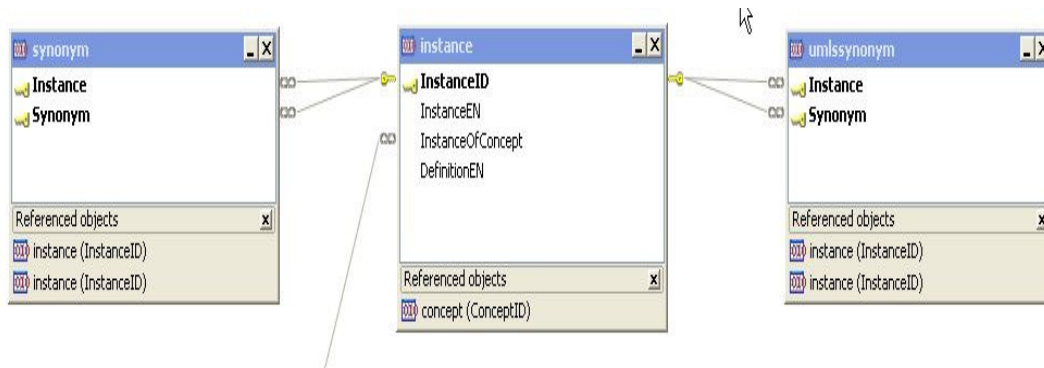 synonym
Instance
Synonym
Referenced objects
instance (InstanceID)
instance (InstanceID)
instance
InstanceID
InstanceEN
InstanceOfConcept
DefinitionEN
Referenced objects
concept (ConceptID)
umlssynonym
Instance
Synonym
Referenced objects
instance (InstanceID)
instance (InstanceID)